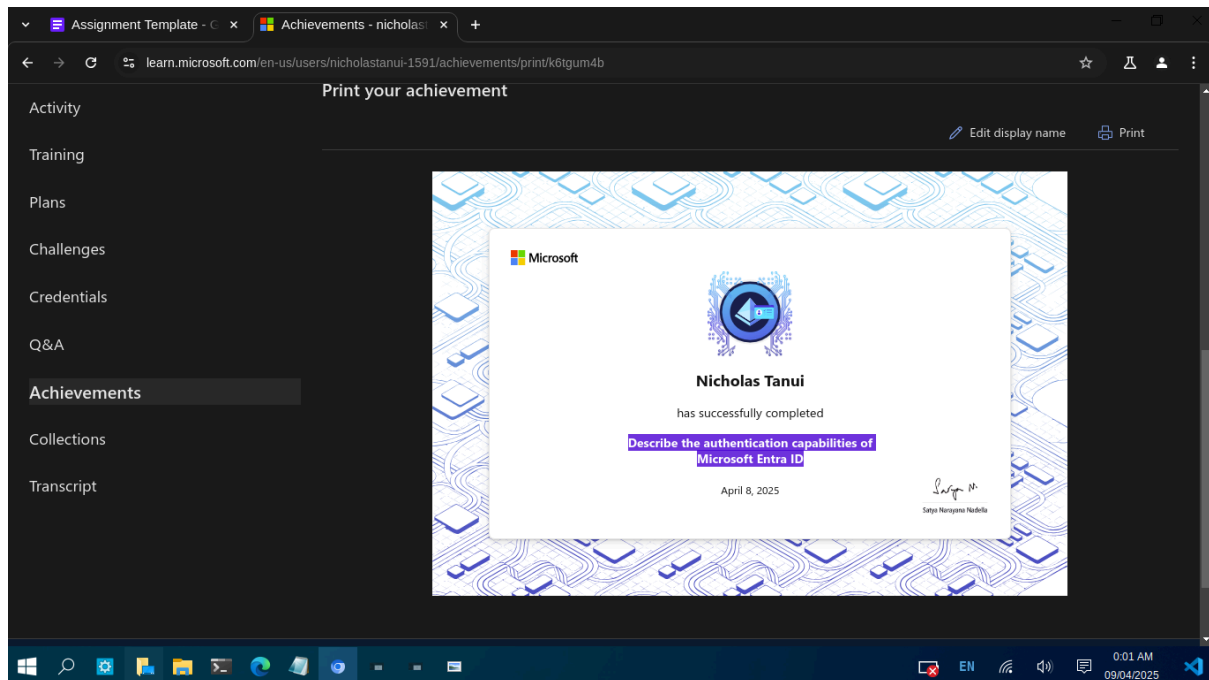 Assignment Template - G
Achievements - nicholast
learn.microsoft.com/en-us/users/nicholastanui-1591/achievements/print/k6tgum4b
Activity
Training
Plans
Challenges
Credentials
Q&A
Achievements
Collections
Transcript
Print your achievement
Edit display name
Print
Microsoft
Nicholas Tanui
has successfully completed
Describe the authentication capabilities of
Microsoft Entra ID
April 8, 2025
Satya N.
Satya Narayana Nadella
EN
0:01 AM
09/04/2025